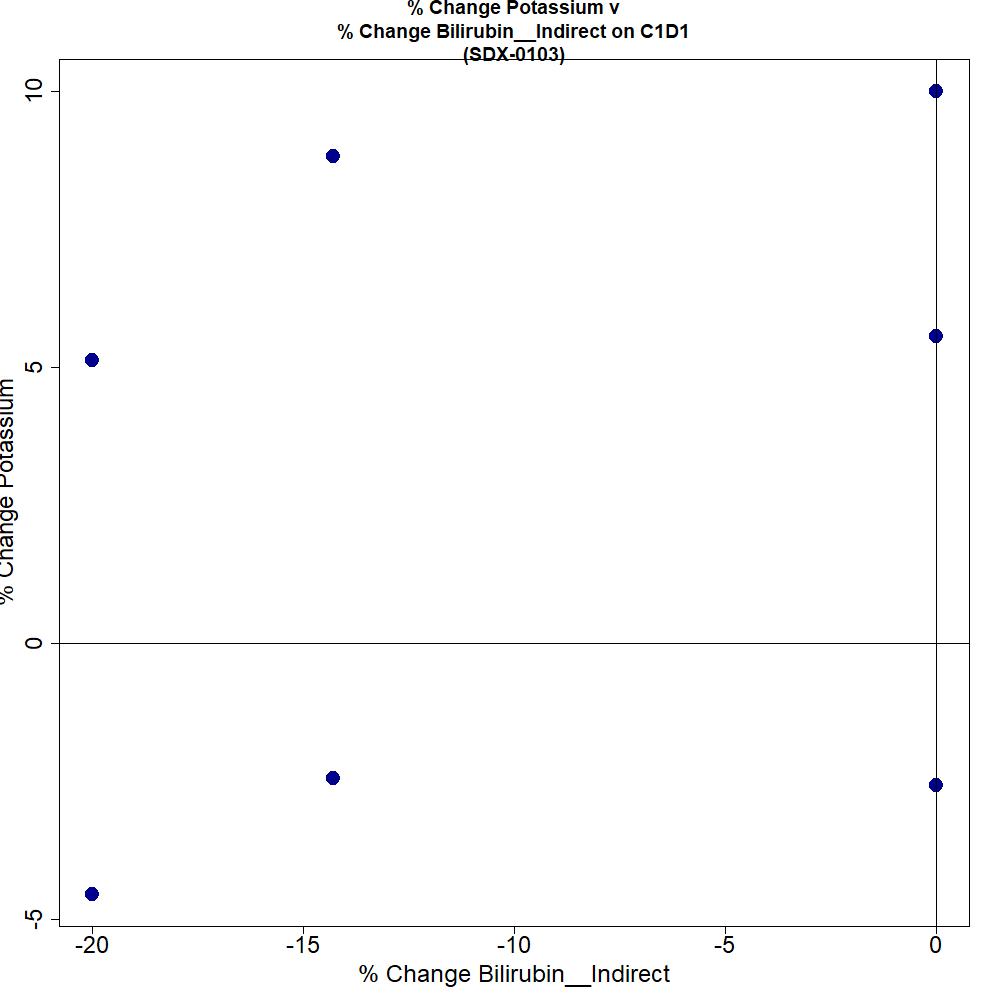 % Change Potassium v
% Change Bilirubin__Indirect on C1D1
(SDX-0103)
10
5
0
-5
% Change Potassium
-20
-15
-10
-5
0
% Change Bilirubin__Indirect